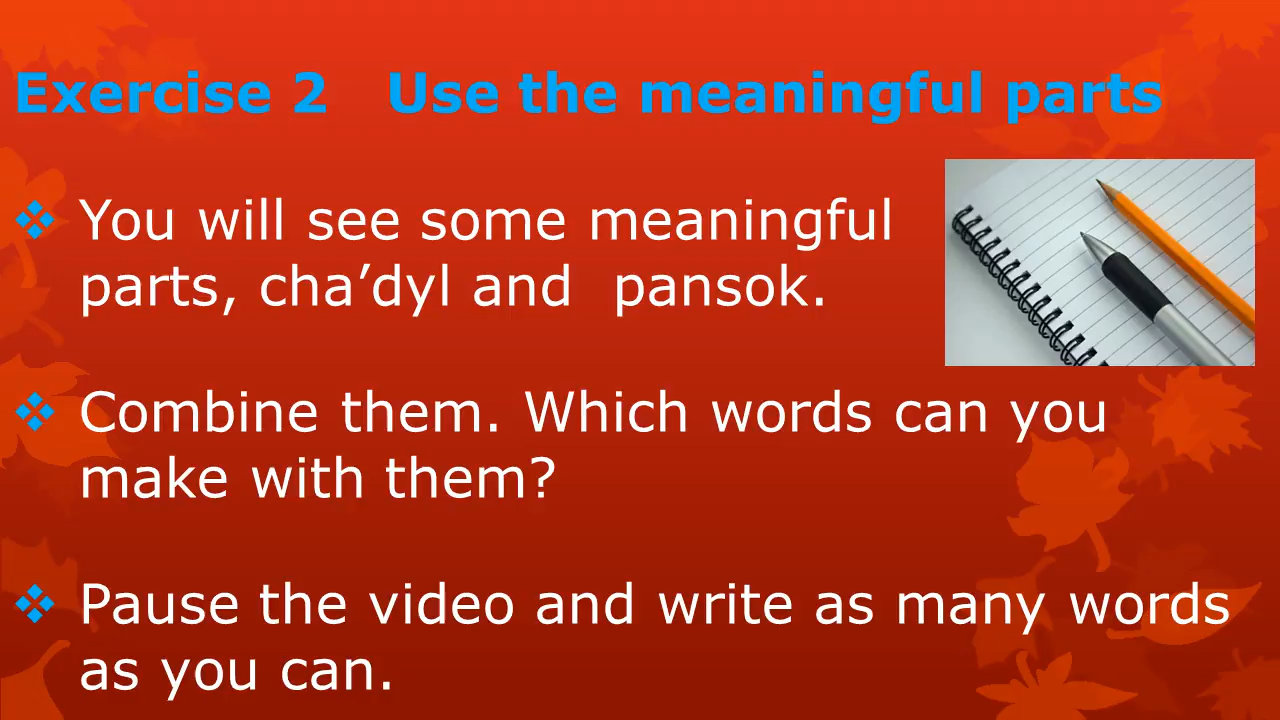 Exercise 2   Use the meaningful parts
❖ You will see some meaningful
parts, cha’dyl and  pansok.
❖ Combine them. Which words can you
make with them?
❖ Pause the video and write as many words
as you can.